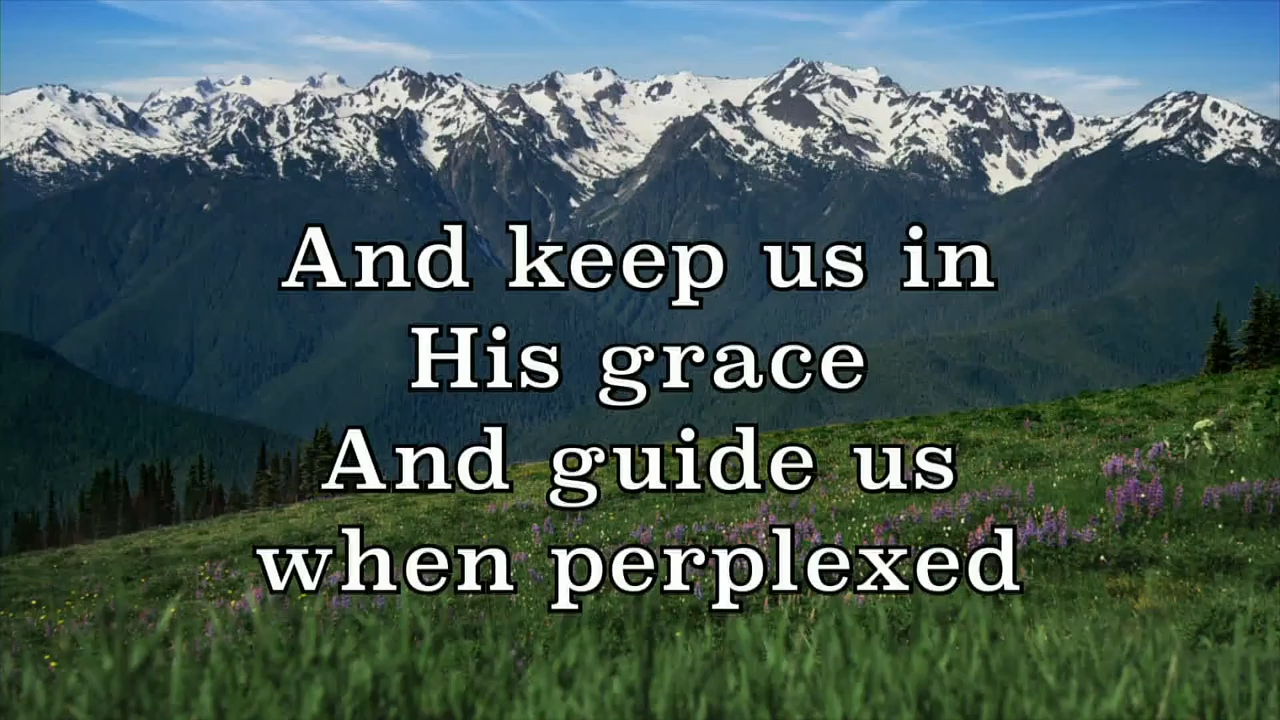 And keep us in
His grace
And guide us
when perplexed